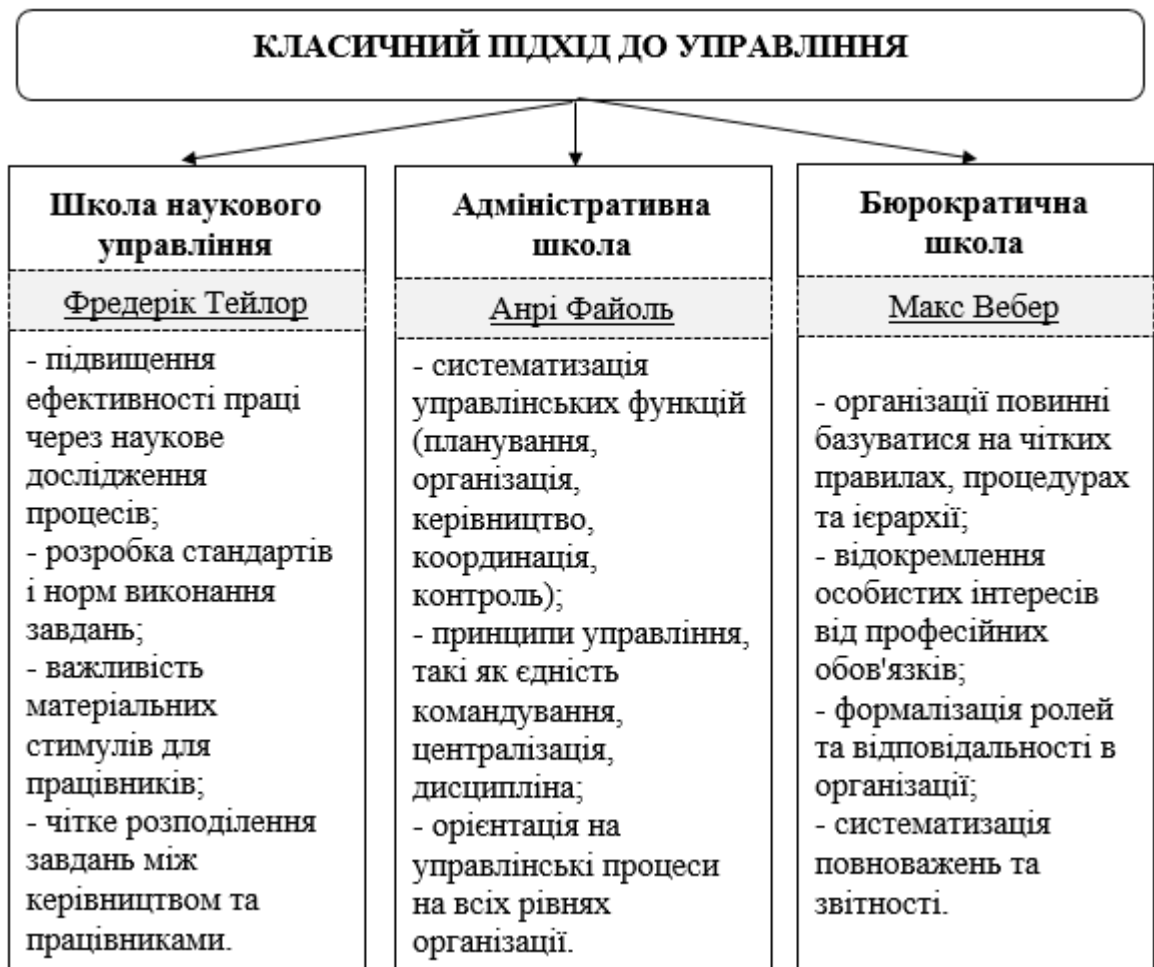 КЛАСИЧНИЙ ПІДХІД ДО УПРАВЛІННЯ
Школа наукового
управління
Фредерік Тейлор
- підвищення
ефективності праці
через наукове
дослідження
процесів;
- розробка стандартів
і норм виконання
завдань;
- важливість
матеріальних
стимулів для
працівників;
- чітке розподілення
завдань між
керівництвом та
працівниками.
Адміністративна
школа
Анрі Файоль
- систематизація
управлінських функцій
(планування,
організація,
керівництво,
координація,
контроль);
- принципи управління,
такі як єдність
командування,
централізація,
дисципліна;
- орієнтація на
управлінські процеси
на всіх рівнях
організації.
Бюрократична
школа
Макс Вебер
- організації повинні
базуватися на чітких
правилах, процедурах
та ієрархії;
- відокремлення
особистих інтересів
від професійних
обов'язків;
- формалізація ролей
та відповідальності в
організації;
- систематизація
повноважень та
звітності.